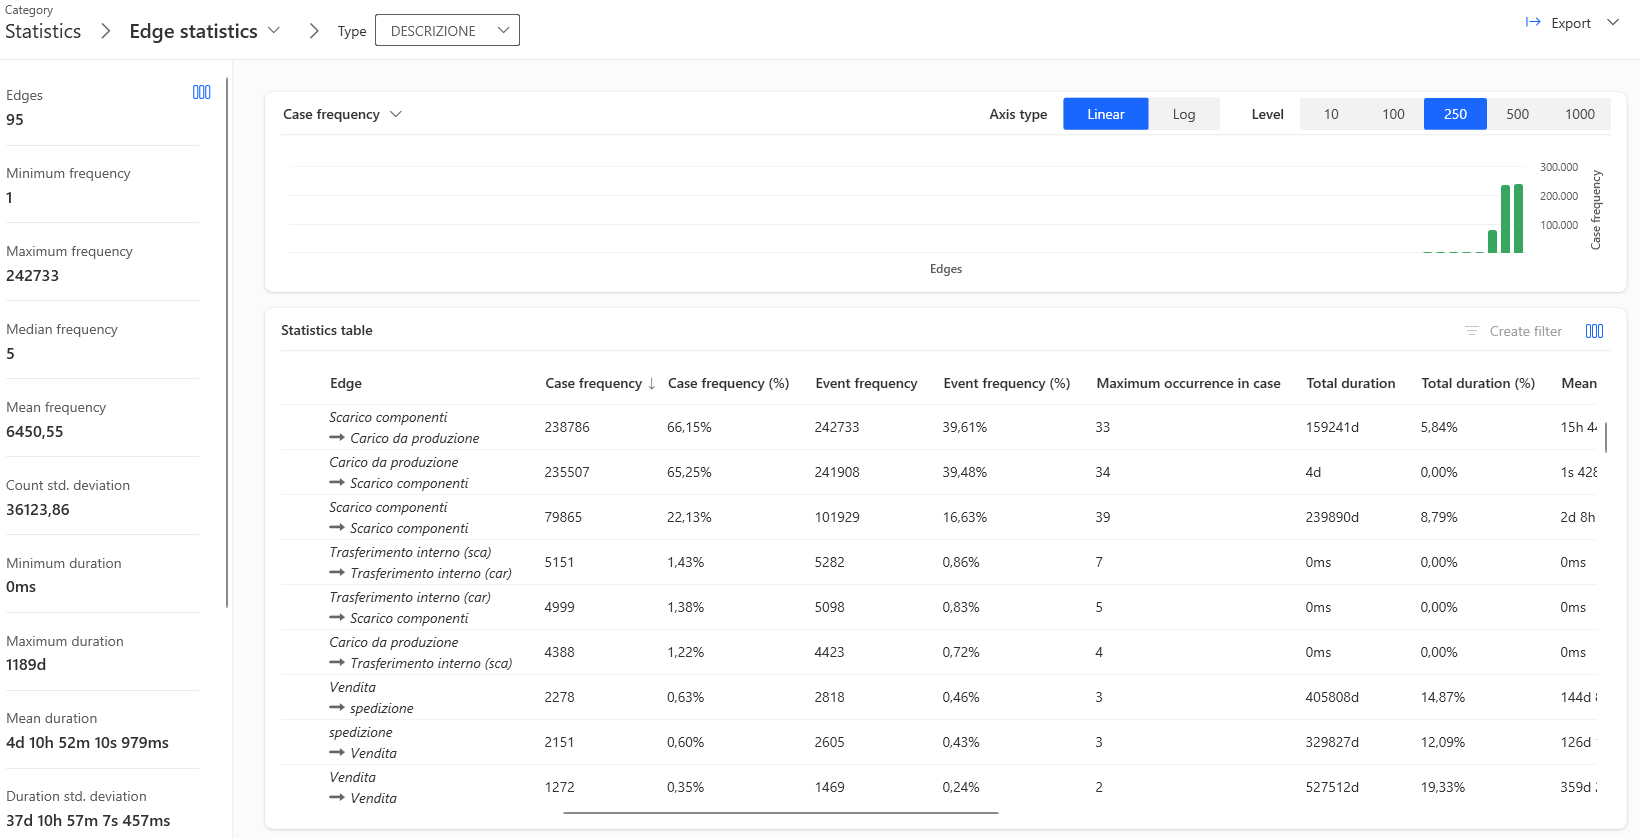 Category
Statistics
Edge statistics
Type
DESCRIZIONE
Export
Edges
95
Minimum frequency
1
Maximum frequency
242733
Median frequency
5
Mean frequency
6450,55
Count std. deviation
36123,86
Minimum duration
0ms
Maximum duration
1189d
Mean duration
4d 10h 52m 10s 979ms
Duration std. deviation
37d 10h 57m 7s 457ms
Case frequency
Axis type
Linear
Log
Level
10
100
250
500
1000
300.000
200.000
100.000
Case frequency
Edges
Statistics table
Create filter
Edge
Case frequency ↓
Case frequency (%)
Event frequency
Event frequency (%)
Maximum occurrence in case
Total duration
Total duration (%)
Mean
Scarico componenti
→ Carico da produzione
238786
66,15%
242733
39,61%
33
159241d
5,84%
15h
Carico da produzione
→ Scarico componenti
235507
65,25%
241908
39,48%
34
4d
0,00%
1s 428
Scarico componenti
→ Scarico componenti
79865
22,13%
101929
16,63%
39
239890d
8,79%
2d 8h
Trasferimento interno (sca)
→ Trasferimento interno (car)
5151
1,43%
5282
0,86%
7
0ms
0,00%
0ms
Trasferimento interno (car)
→ Scarico componenti
4999
1,38%
5098
0,83%
5
0ms
0,00%
0ms
Carico da produzione
→ Trasferimento interno (sca)
4388
1,22%
4423
0,72%
4
0ms
0,00%
0ms
Vendita
→ spedizione
2278
0,63%
2818
0,46%
3
405808d
14,87%
144d
spedizione
→ Vendita
2151
0,60%
2605
0,43%
3
329827d
12,09%
126d
Vendita
→ Vendita
1272
0,35%
1469
0,24%
2
527512d
19,33%
359d